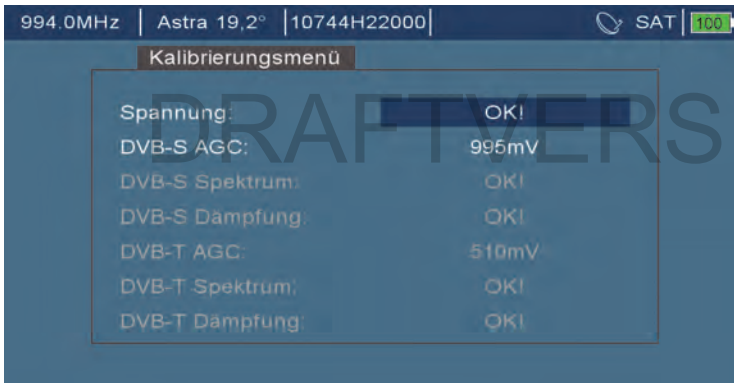 994.0MHz | Astra 19,2° |10744H22000| SAT | 100
Kalibrierungsmenü
Spannung: OK!
DVB-S AGC: 995mV
DRAFTVERS
DVB-S Spektrum: OK!
DVB-S Dämpfung: OK!
DVB-T AGC: 510mV
DVB-T Spektrum: OK!
DVB-T Dämpfung: OK!